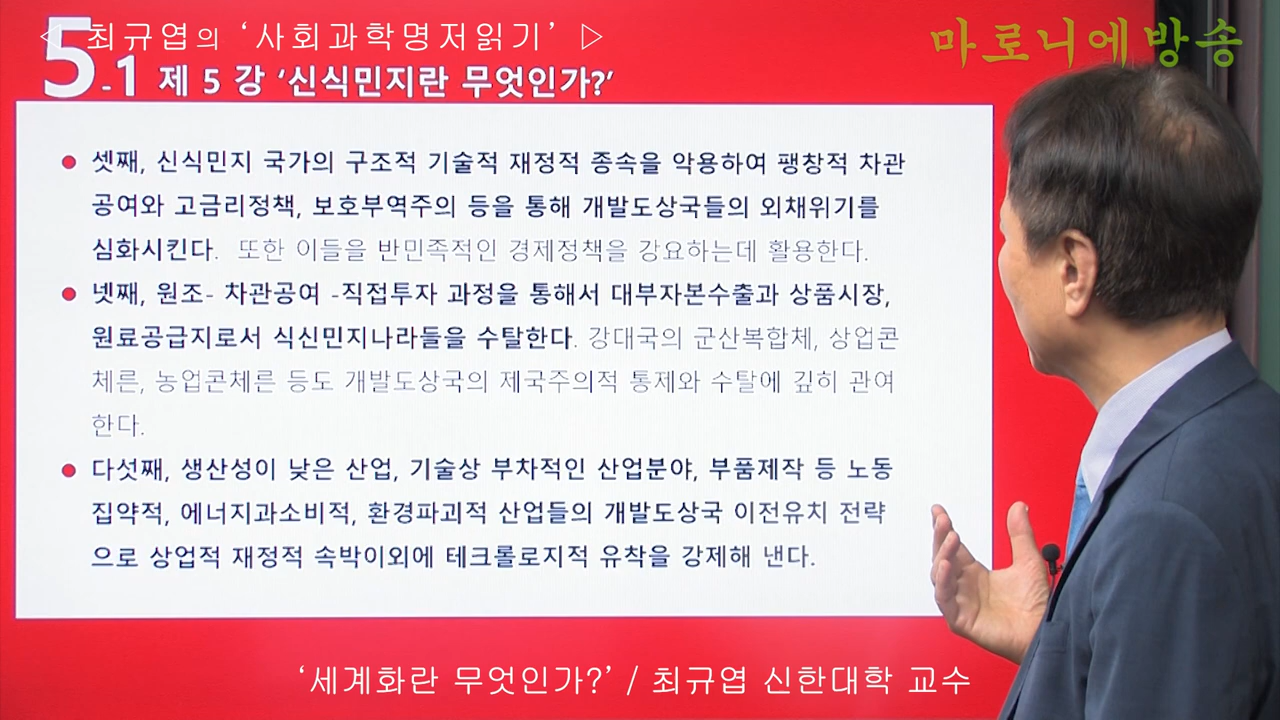 ◁ 최규엽의 ‘사회과학명저읽기’ ▷
마로니에방송
5-1 제 5 강 ‘신식민지란 무엇인가?’
● 셋째, 신식민지 국가의 구조적 기술적 재정적 종속을 악용하여 팽창적 차관
공여와 고금리정책, 보호부역주의 등을 통해 개발도상국들의 외채위기를
심화시킨다. 또한 이들을 반민족적인 경제정책을 강요하는데 활용한다.
● 넷째, 원조- 차관공여 -직접투자 과정을 통해서 대부자본수출과 상품시장,
원료공급지로서 식신민지나라들을 수탈한다. 강대국의 군산복합체, 상업콘
체른, 농업콘체른 등도 개발도상국의 제국주의적 통제와 수탈에 깊히 관여
한다.
● 다섯째, 생산성이 낮은 산업, 기술상 부차적인 산업분야, 부품제작 등 노동
집약적, 에너지과소비적, 환경파괴적 산업들의 개발도상국 이전유치 전략
으로 상업적 재정적 속박이외에 테크롤로지적 유착을 강제해 낸다.
‘세계화란 무엇인가?’ / 최규엽 신한대학 교수